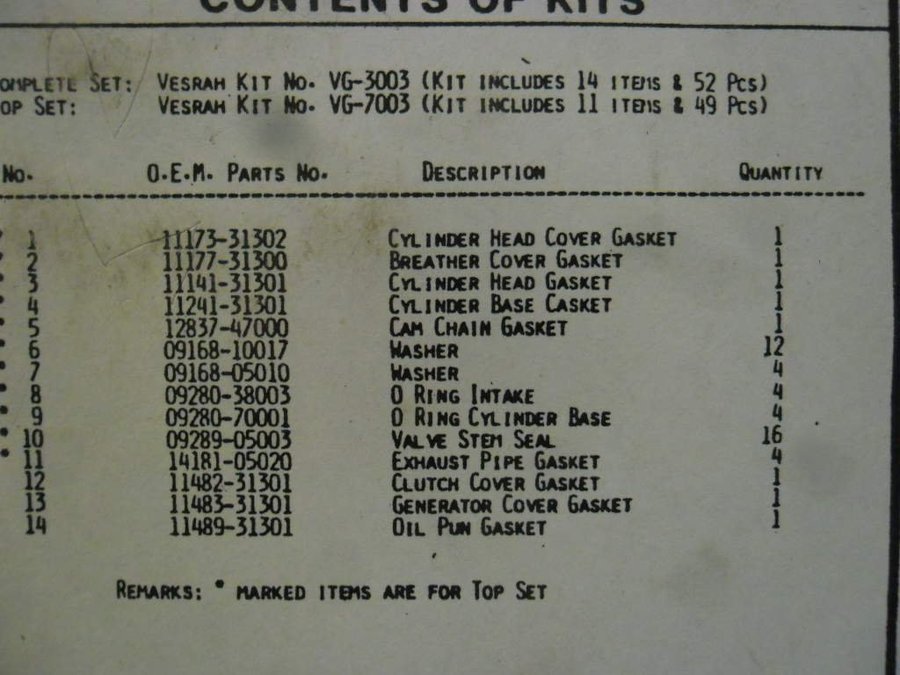 CONTENTS OF KITS
OMPLETE SET: VESRAH KIT NO. VG-3003 (KIT INCLUDES 14 ITEMS & 52 PCS)
OP SET: VESRAH KIT NO. VG-7003 (KIT INCLUDES 11 ITEMS & 49 PCS)
NO. O.E.M. PARTS NO. DESCRIPTION QUANTITY
• 1 11173-31302 CYLINDER HEAD COVER GASKET 1
• 2 11177-31300 BREATHER COVER GASKET 1
• 3 11141-31301 CYLINDER HEAD GASKET 1
• 4 11241-31301 CYLINDER BASE CASKET 1
• 5 12837-47000 CAM CHAIN GASKET 1
• 6 09168-10017 WASHER 12
• 7 09168-05010 WASHER 4
• 8 09280-38003 O RING INTAKE 4
• 9 09280-70001 O RING CYLINDER BASE 4
• 10 09289-05003 VALVE STEM SEAL 16
• 11 14181-05020 EXHAUST PIPE GASKET 4
12 11482-31301 CLUTCH COVER GASKET 1
13 11483-31301 GENERATOR COVER GASKET 1
14 11489-31301 OIL PUM GASKET 1
REMARKS: • MARKED ITEMS ARE FOR TOP SET